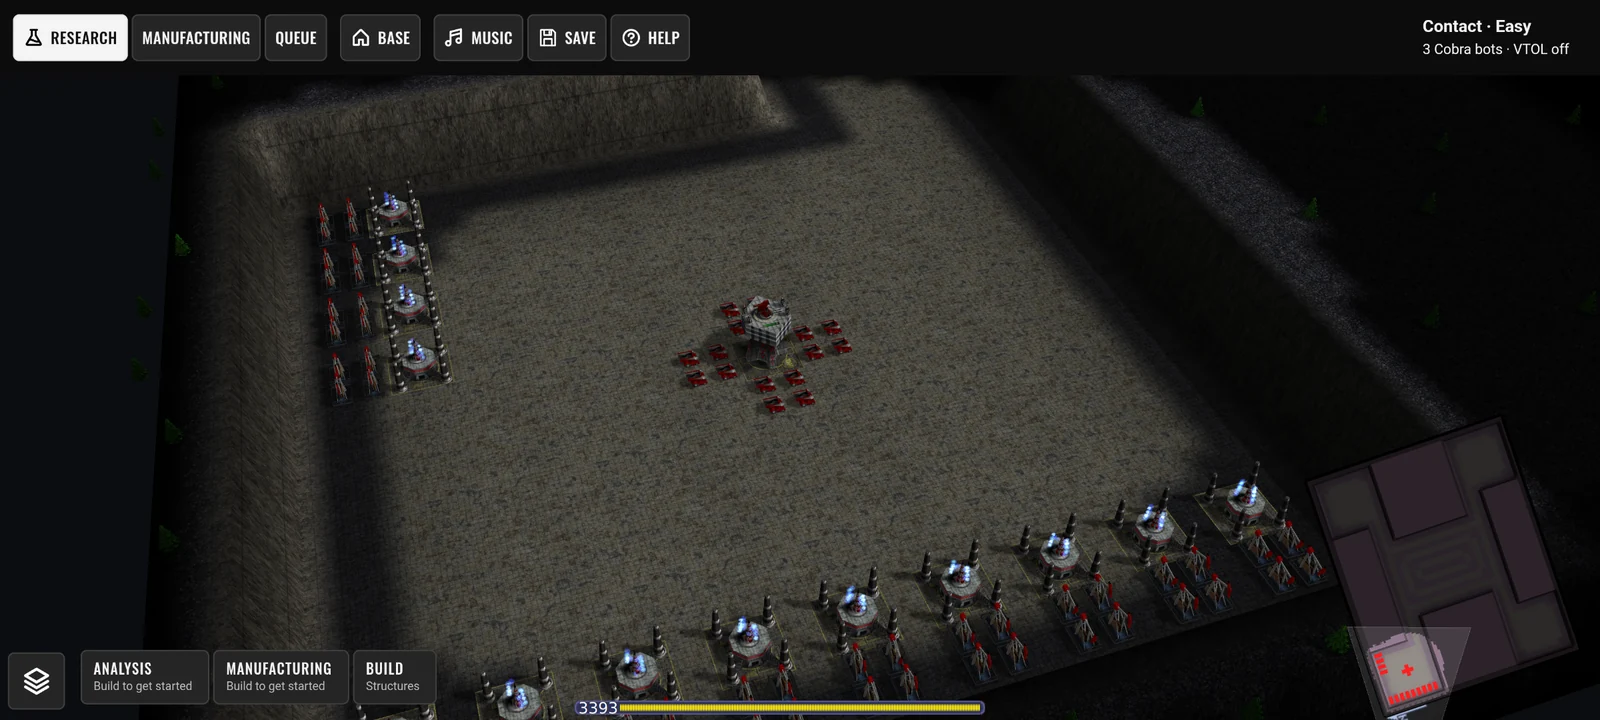 RESEARCH
MANUFACTURING
QUEUE
BASE
MUSIC
SAVE
HELP
Contact · Easy
3 Cobra bots · VTOL off
ANALYSIS
Build to get started
MANUFACTURING
Build to get started
BUILD
Structures
3393